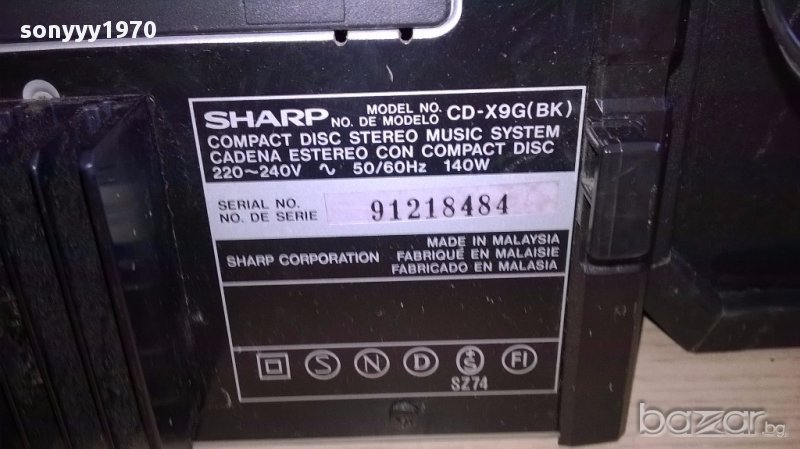 sonyyy1970
SHARP MODEL NO. NO. DE MODELO CD-X9G(BK)
COMPACT DISC STEREO MUSIC SYSTEM
CADENA ESTEREO CON COMPACT DISC
220~240V ∿ 50/60Hz 140W
SERIAL NO.
NO. DE SERIE 91218484
MADE IN MALAYSIA
SHARP CORPORATION FABRIQUÉ EN MALAISIE
FABRICADO EN MALASIA
S N D S FI
SZ74
bazar.bg